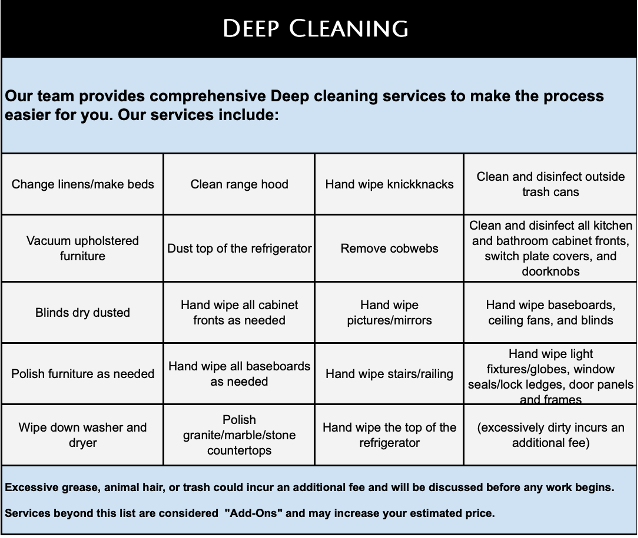 DEEP CLEANING
Our team provides comprehensive Deep cleaning services to make the process
easier for you. Our services include:
Change linens/make beds
Clean range hood
Hand wipe knickknacks
Clean and disinfect outside
trash cans
Vacuum upholstered
furniture
Dust top of the refrigerator
Remove cobwebs
Clean and disinfect all kitchen
and bathroom cabinet fronts,
switch plate covers, and
doorknobs
Blinds dry dusted
Hand wipe all cabinet
fronts as needed
Hand wipe
pictures/mirrors
Hand wipe baseboards,
ceiling fans, and blinds
Polish furniture as needed
Hand wipe all baseboards
as needed
Hand wipe stairs/railing
Hand wipe light
fixtures/globes, window
seals/lock ledges, door panels
and frames
Wipe down washer and
dryer
Polish
granite/marble/stone
countertops
Hand wipe the top of the
refrigerator
(excessively dirty incurs an
additional fee)
Excessive grease, animal hair, or trash could incur an additional fee and will be discussed before any work begins.
Services beyond this list are considered "Add-Ons" and may increase your estimated price.